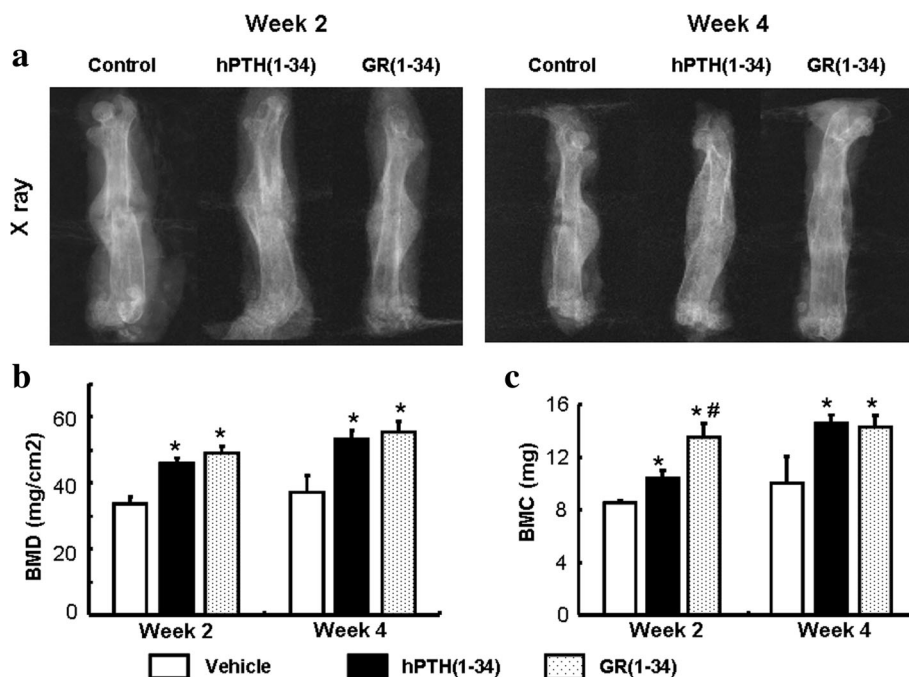 Week 2
Week 4
a
Control
hPTH(1-34)
GR(1-34)
Control
hPTH(1-34)
GR(1-34)
X ray
b
BMD (mg/cm2)
60
40
20
0
*
*
*
*
Week 2
Week 4
c
BMC (mg)
16
12
8
4
0
*
*#
*
*
Week 2
Week 4
Vehicle
hPTH(1-34)
GR(1-34)